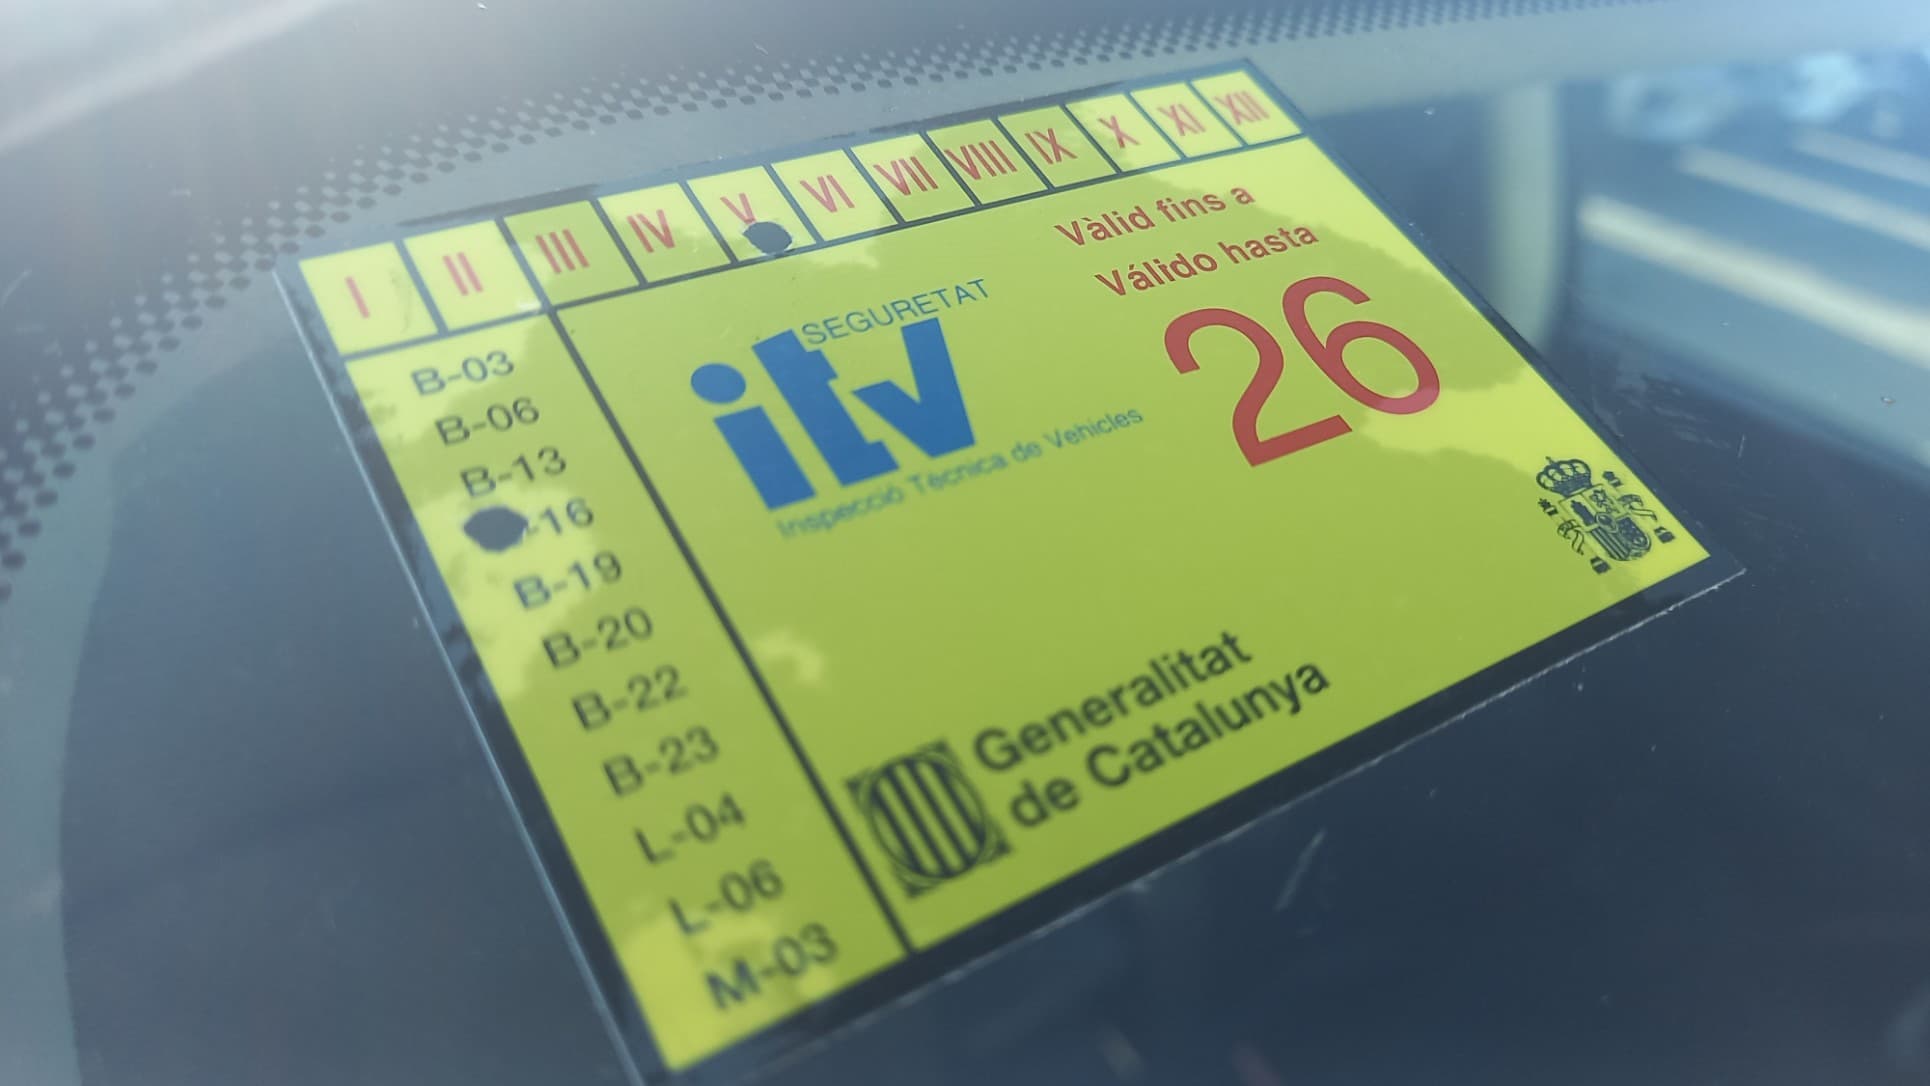 I II III IV V VI VII VIII IX X XI XII
Vàlid fins a
Válido hasta
26
SEGURETAT
itv
Inspecció Tècnica de Vehicles
B-03
B-06
B-13
-16
B-19
B-20
B-22
B-23
L-04
L-06
M-03
Generalitat
de Catalunya